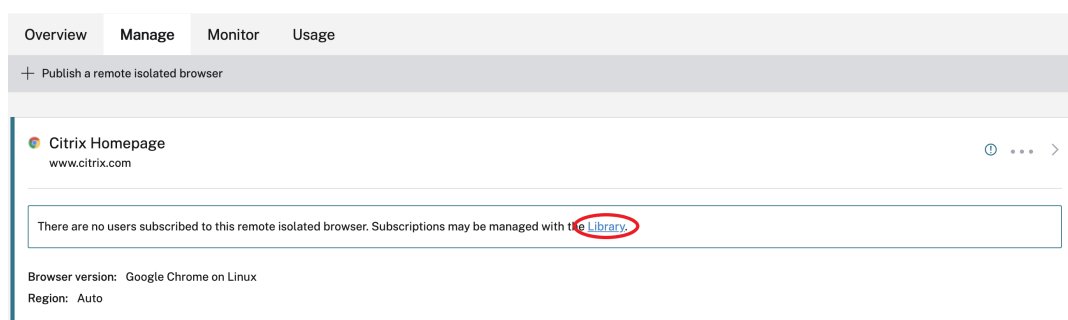 Overview Manage Monitor Usage
+ Publish a remote isolated browser
Citrix Homepage
www.citrix.com
There are no users subscribed to this remote isolated browser. Subscriptions may be managed with the Library.
Browser version: Google Chrome on Linux
Region: Auto